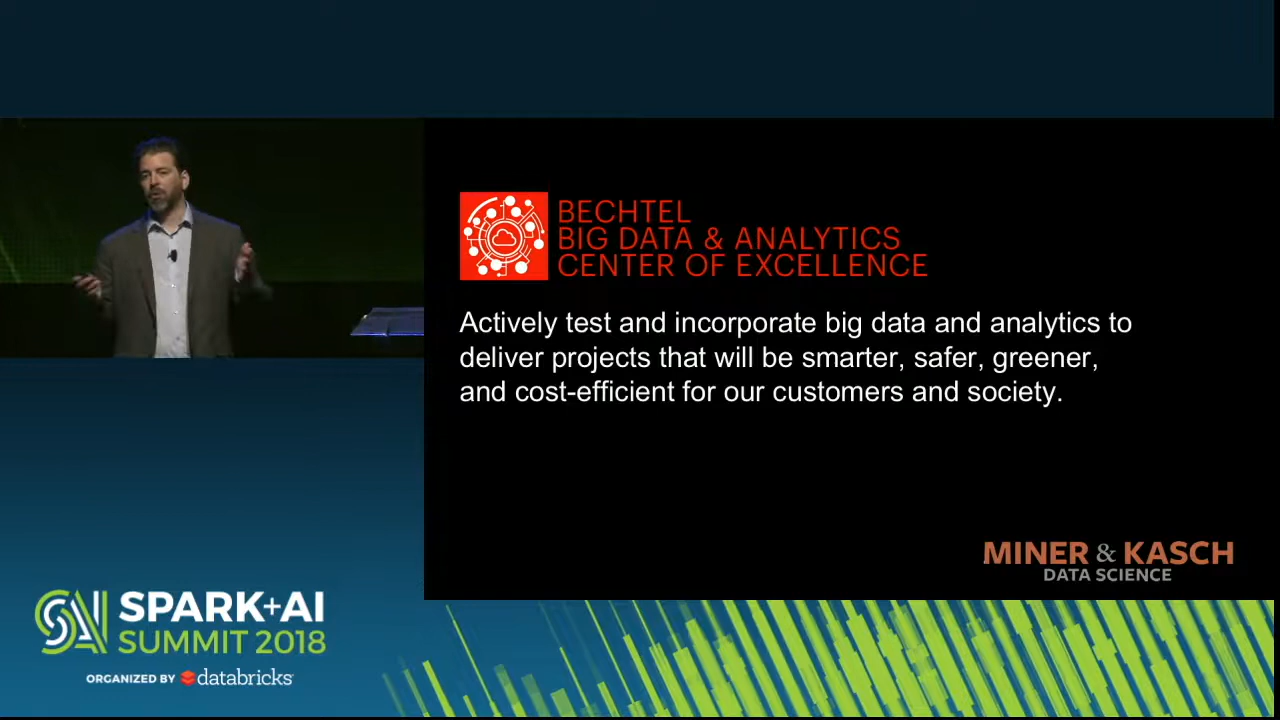 BECHTEL
BIG DATA & ANALYTICS
CENTER OF EXCELLENCE
Actively test and incorporate big data and analytics to
deliver projects that will be smarter, safer, greener,
and cost-efficient for our customers and society.
MINER & KASCH
DATA SCIENCE
SPARK+AI
SUMMIT 2018
ORGANIZED BY databricks